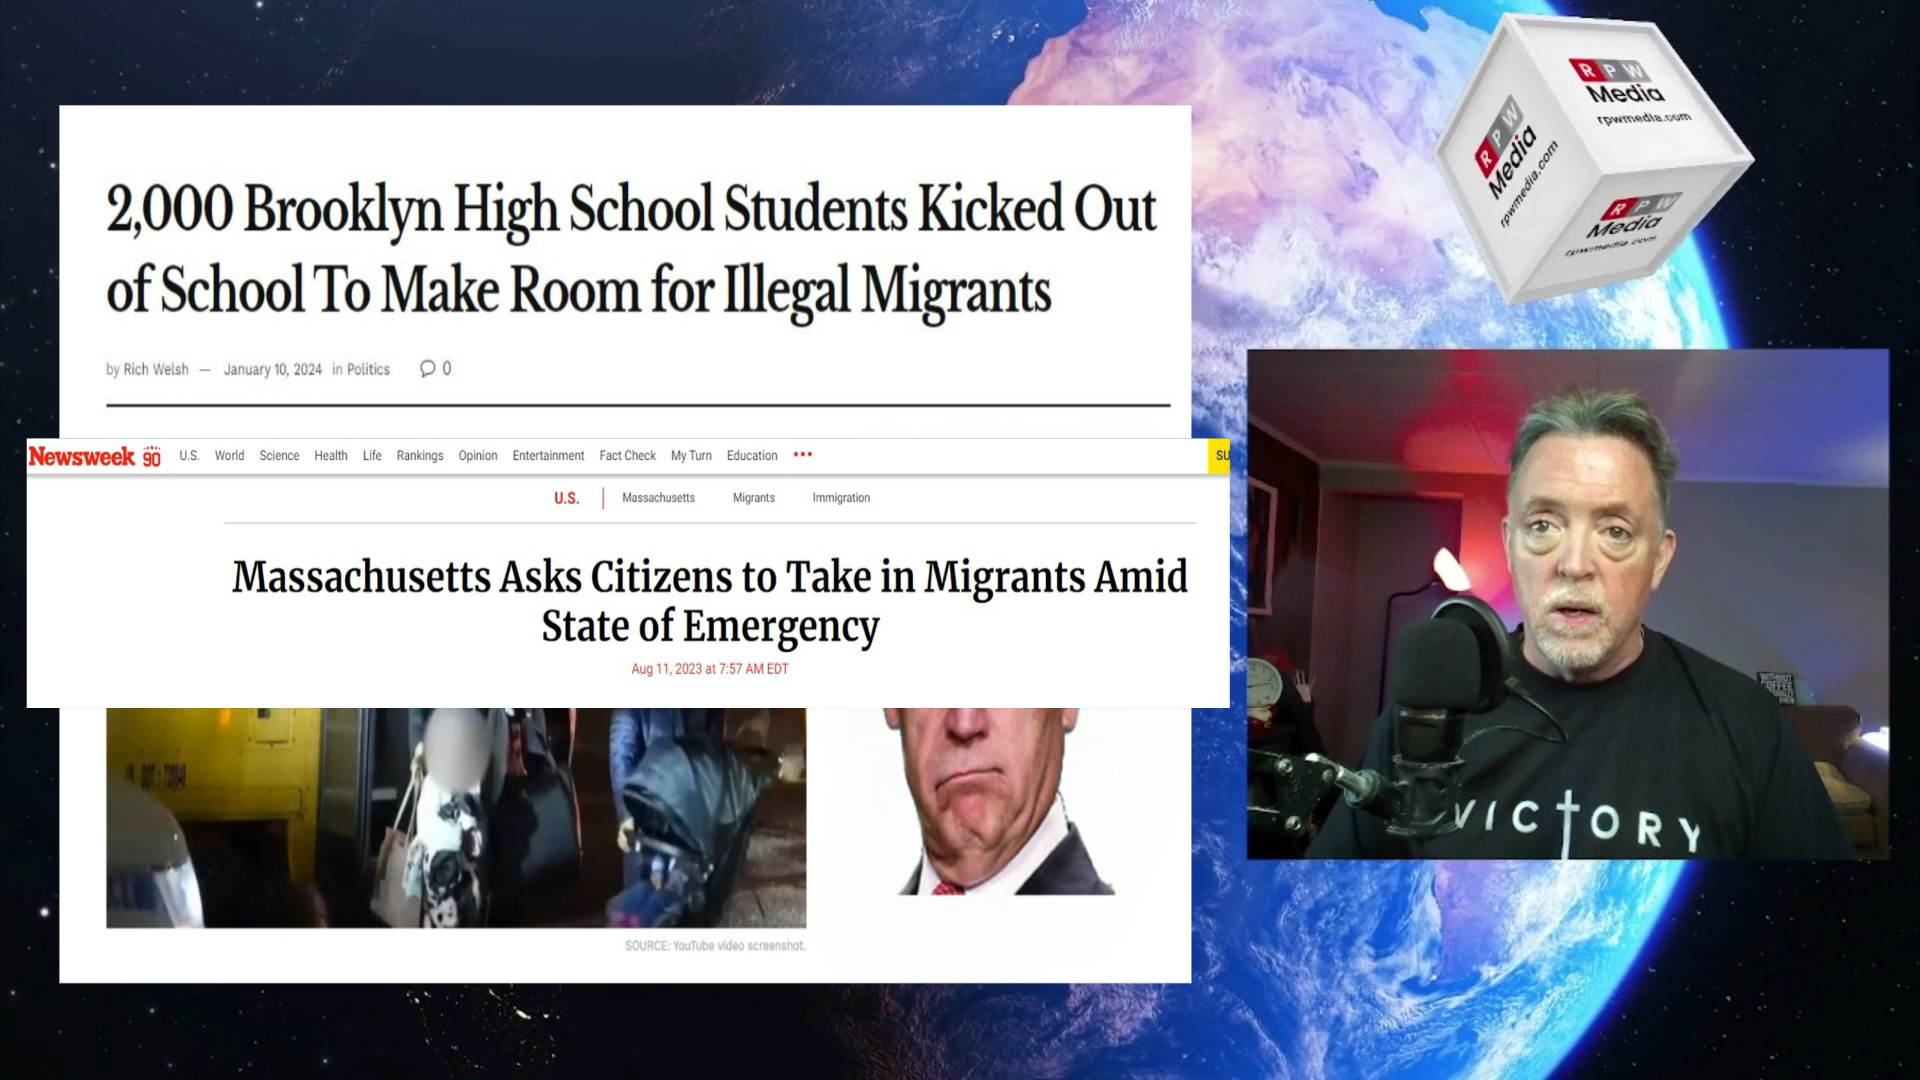 2,000 Brooklyn High School Students Kicked Out
of School To Make Room for Illegal Migrants
by Rich Welsh — January 10, 2024 in Politics 0
Newsweek 90 U.S. World Science Health Life Rankings Opinion Entertainment Fact Check My Turn Education ••• SU
U.S. | Massachusetts Migrants Immigration
Massachusetts Asks Citizens to Take in Migrants Amid
State of Emergency
Aug 11, 2023 at 7:57 AM EDT
SOURCE: YouTube video screenshot.
RPW
Media
rpwmedia.com
RPW
Media
rpwmedia.com
RPW
Media
rpwmedia.com
WITHOUT
COFFEE
VICTORY